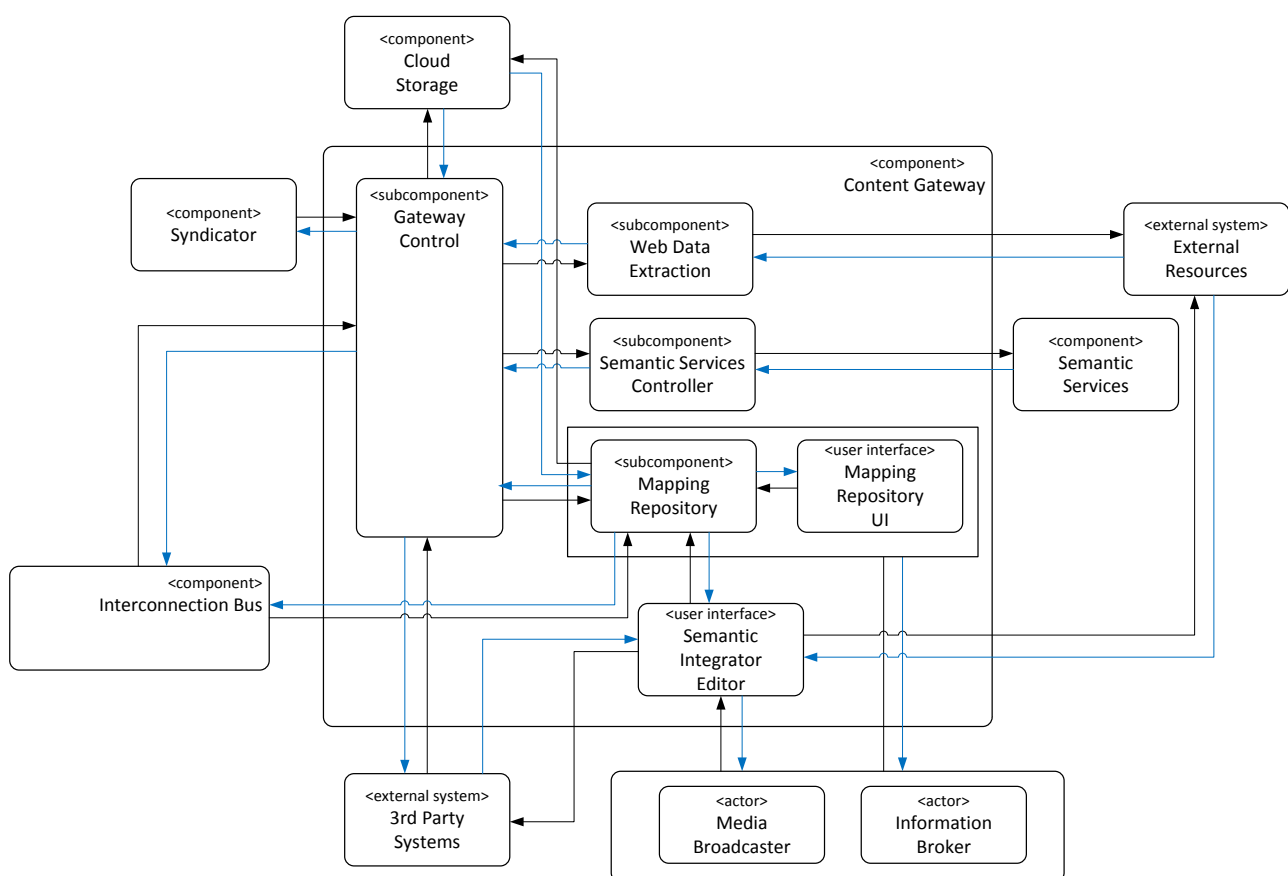 <component>
Cloud
Storage
<component>
Content Gateway
<subcomponent>
Gateway
Control
<component>
Syndicator
<subcomponent>
Web Data
Extraction
<external system>
External
Resources
<subcomponent>
Semantic Services
Controller
<component>
Semantic
Services
<subcomponent>
Mapping
Repository
<user interface>
Mapping
Repository
UI
<component>
Interconnection Bus
<user interface>
Semantic
Integrator
Editor
<external system>
3rd Party
Systems
<actor>
Media
Broadcaster
<actor>
Information
Broker